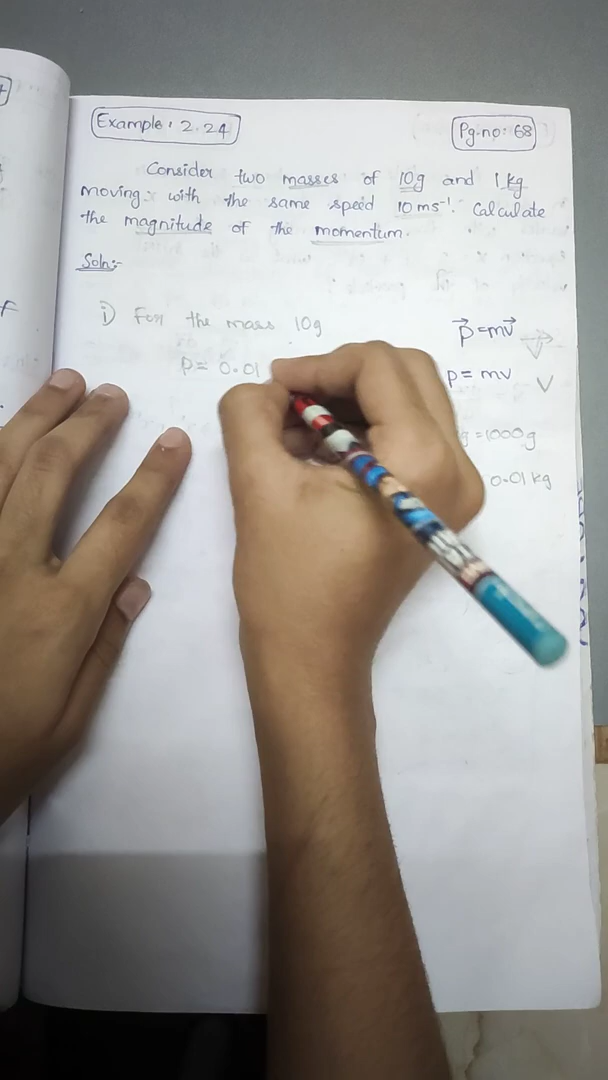 Example: 2.24
Pg.no: 68
Consider two masses of 10g and 1kg
moving with the same speed 10 ms⁻¹. Calculate
the magnitude of the momentum.
Soln:-
i) For the mass 10g
p⃗ = mv⃗
P = 0.01
p = mv
V
g = 1000g
0.01 kg